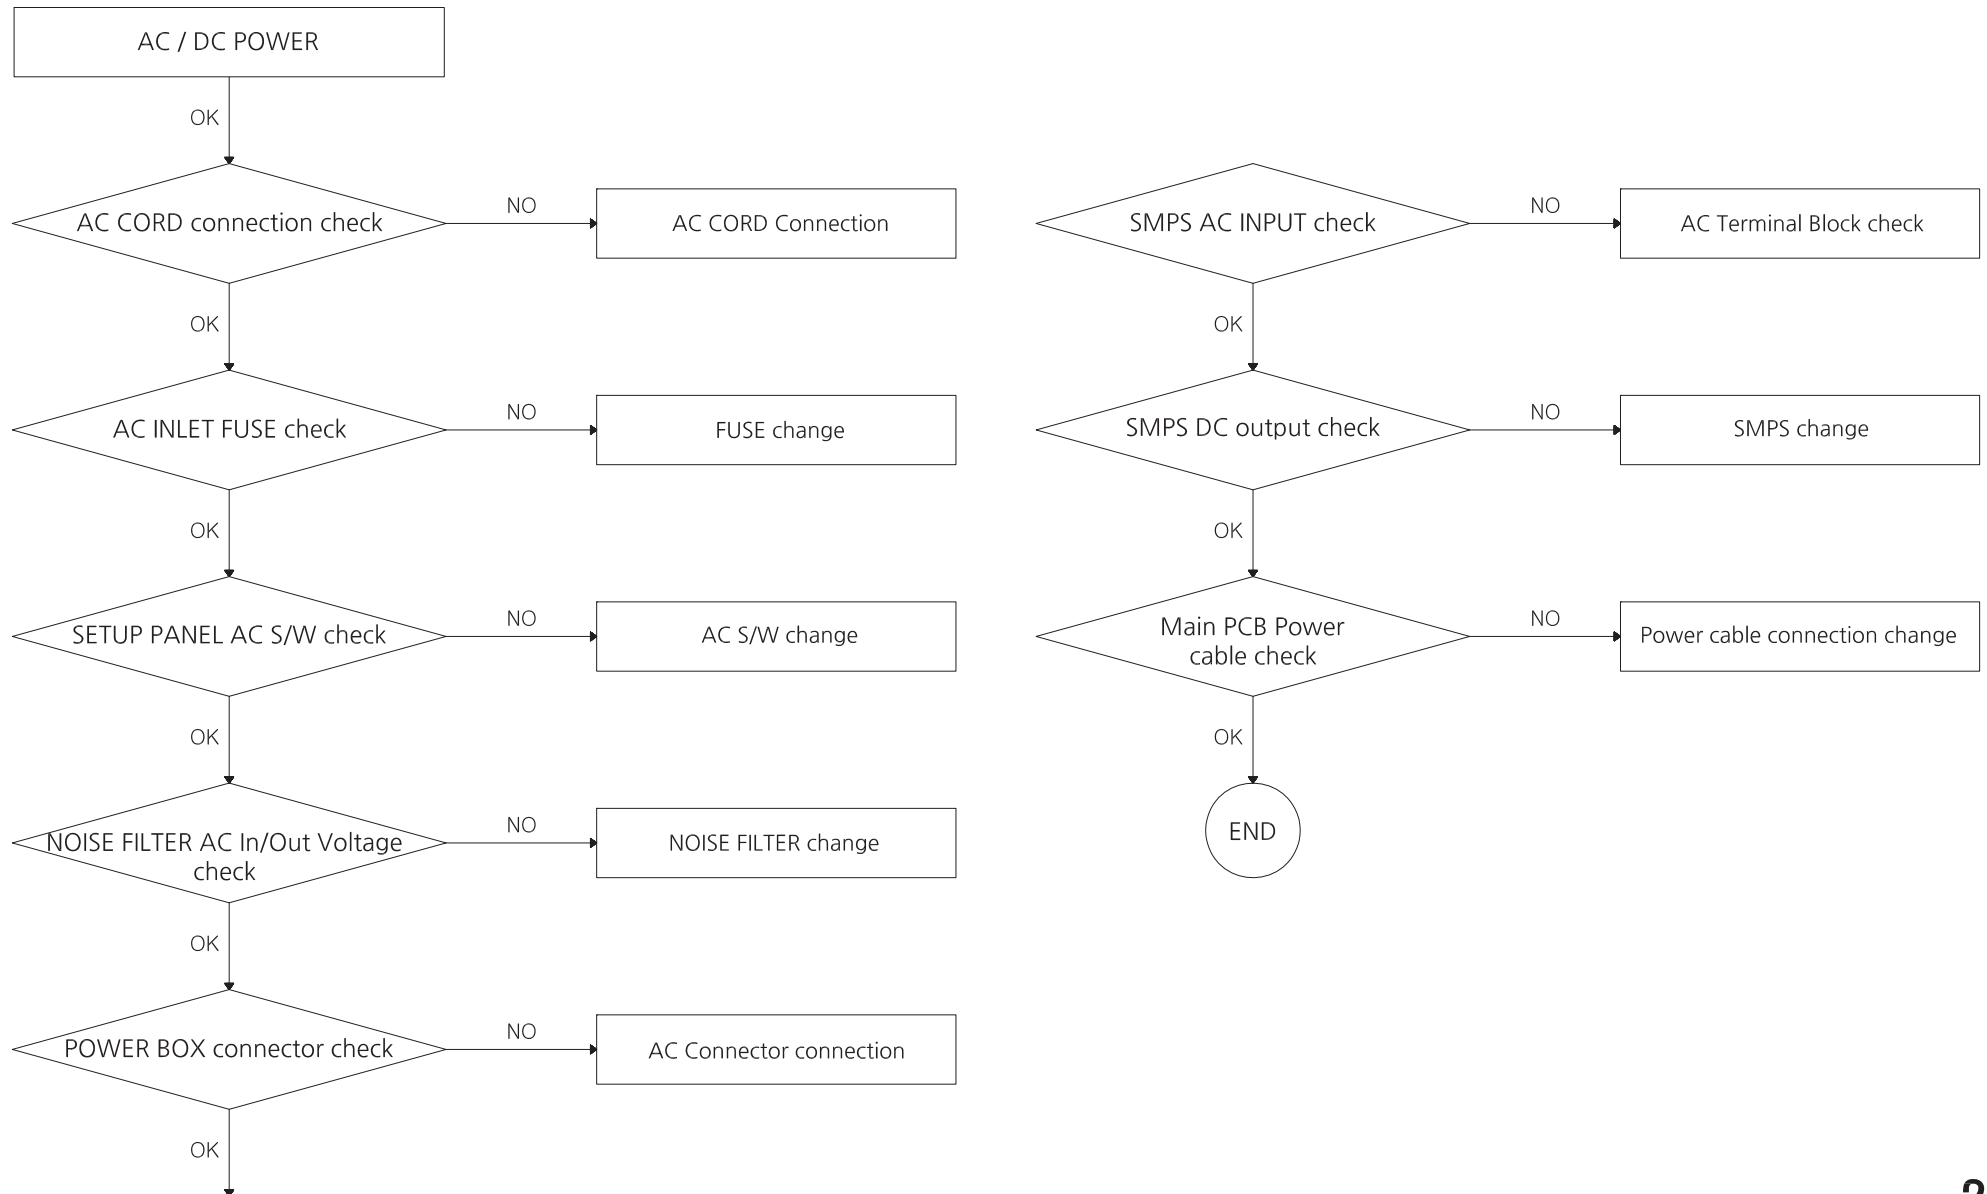 AC / DC POWER
OK
AC CORD connection check
NO
AC CORD Connection
OK
AC INLET FUSE check
NO
FUSE change
OK
SETUP PANEL AC S/W check
NO
AC S/W change
OK
NOISE FILTER AC In/Out Voltage
check
NO
NOISE FILTER change
OK
POWER BOX connector check
NO
AC Connector connection
OK
SMPS AC INPUT check
NO
AC Terminal Block check
OK
SMPS DC output check
NO
SMPS change
OK
Main PCB Power
cable check
NO
Power cable connection change
OK
END